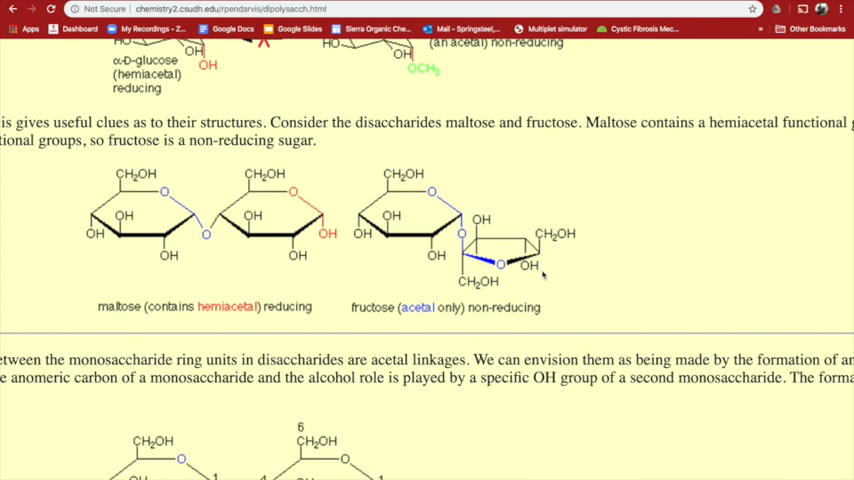 Not Secure | chemistry2.csudh.edu/rpendarvis/dipolysacch.html
Apps Dashboard My Recordings - Z... Google Docs Google Slides Sierra Organic Che... Mail - Springsteel,... Multiplet simulator Cystic Fibrosis Mec... » Other Bookmarks
HO OH HO (an acetal) non-reducing
α-D-glucose OH OH
(hemiacetal) OCH3
reducing
is gives useful clues as to their structures. Consider the disaccharides maltose and fructose. Maltose contains a hemiacetal functional
tional groups, so fructose is a non-reducing sugar.
CH2OH CH2OH CH2OH
O O O
OH OH OH OH
OH O OH OH O CH2OH
OH OH OH O OH
CH2OH
maltose (contains hemiacetal) reducing fructose (acetal only) non-reducing
etween the monosaccharide ring units in disaccharides are acetal linkages. We can envision them as being made by the formation of an
e anomeric carbon of a monosaccharide and the alcohol role is played by a specific OH group of a second monosaccharide. The forma
6
CH2OH CH2OH
O O
1 4 1